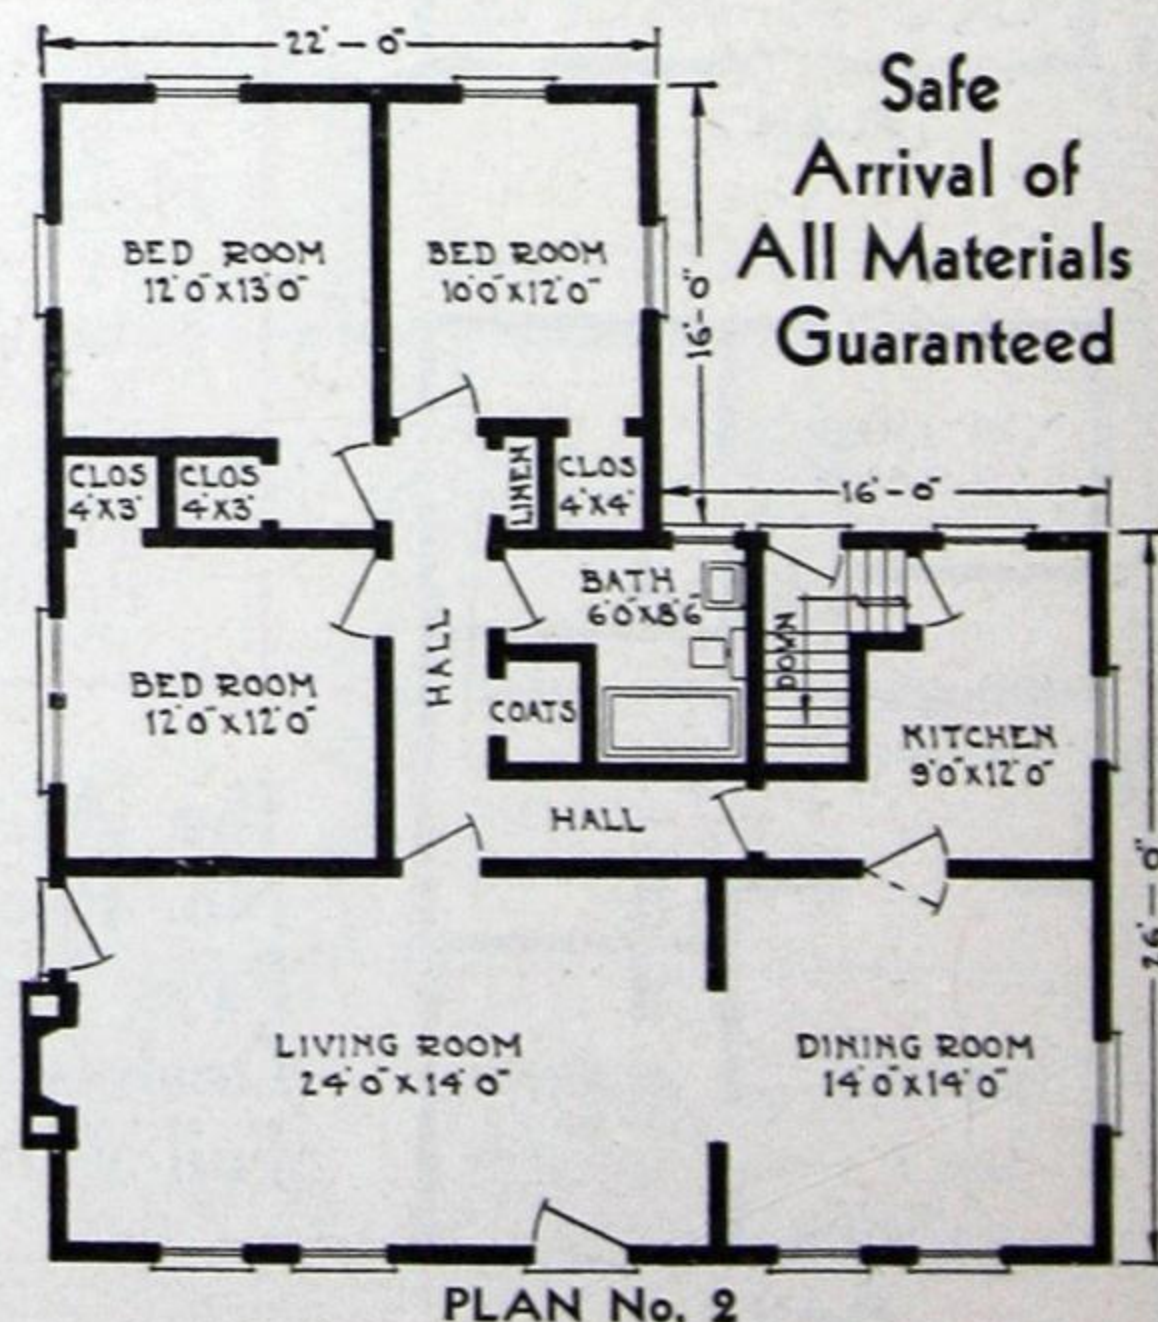 22'-0"
Safe
Arrival of
All Materials
Guaranteed
BED ROOM
12'0"X13'0"
BED ROOM
10'0"X12'0"
16'-0"
CLOS
4'X3'
CLOS
4'X3'
LINEN
CLOS
4'X4'
16'-0"
BATH
6'0"X8'6"
DOWN
HALL
BED ROOM
12'0"X12'0"
COATS
KITCHEN
9'0"X12'0"
HALL
26'-0"
LIVING ROOM
24'0"X14'0"
DINING ROOM
14'0"X14'0"
PLAN No. 2